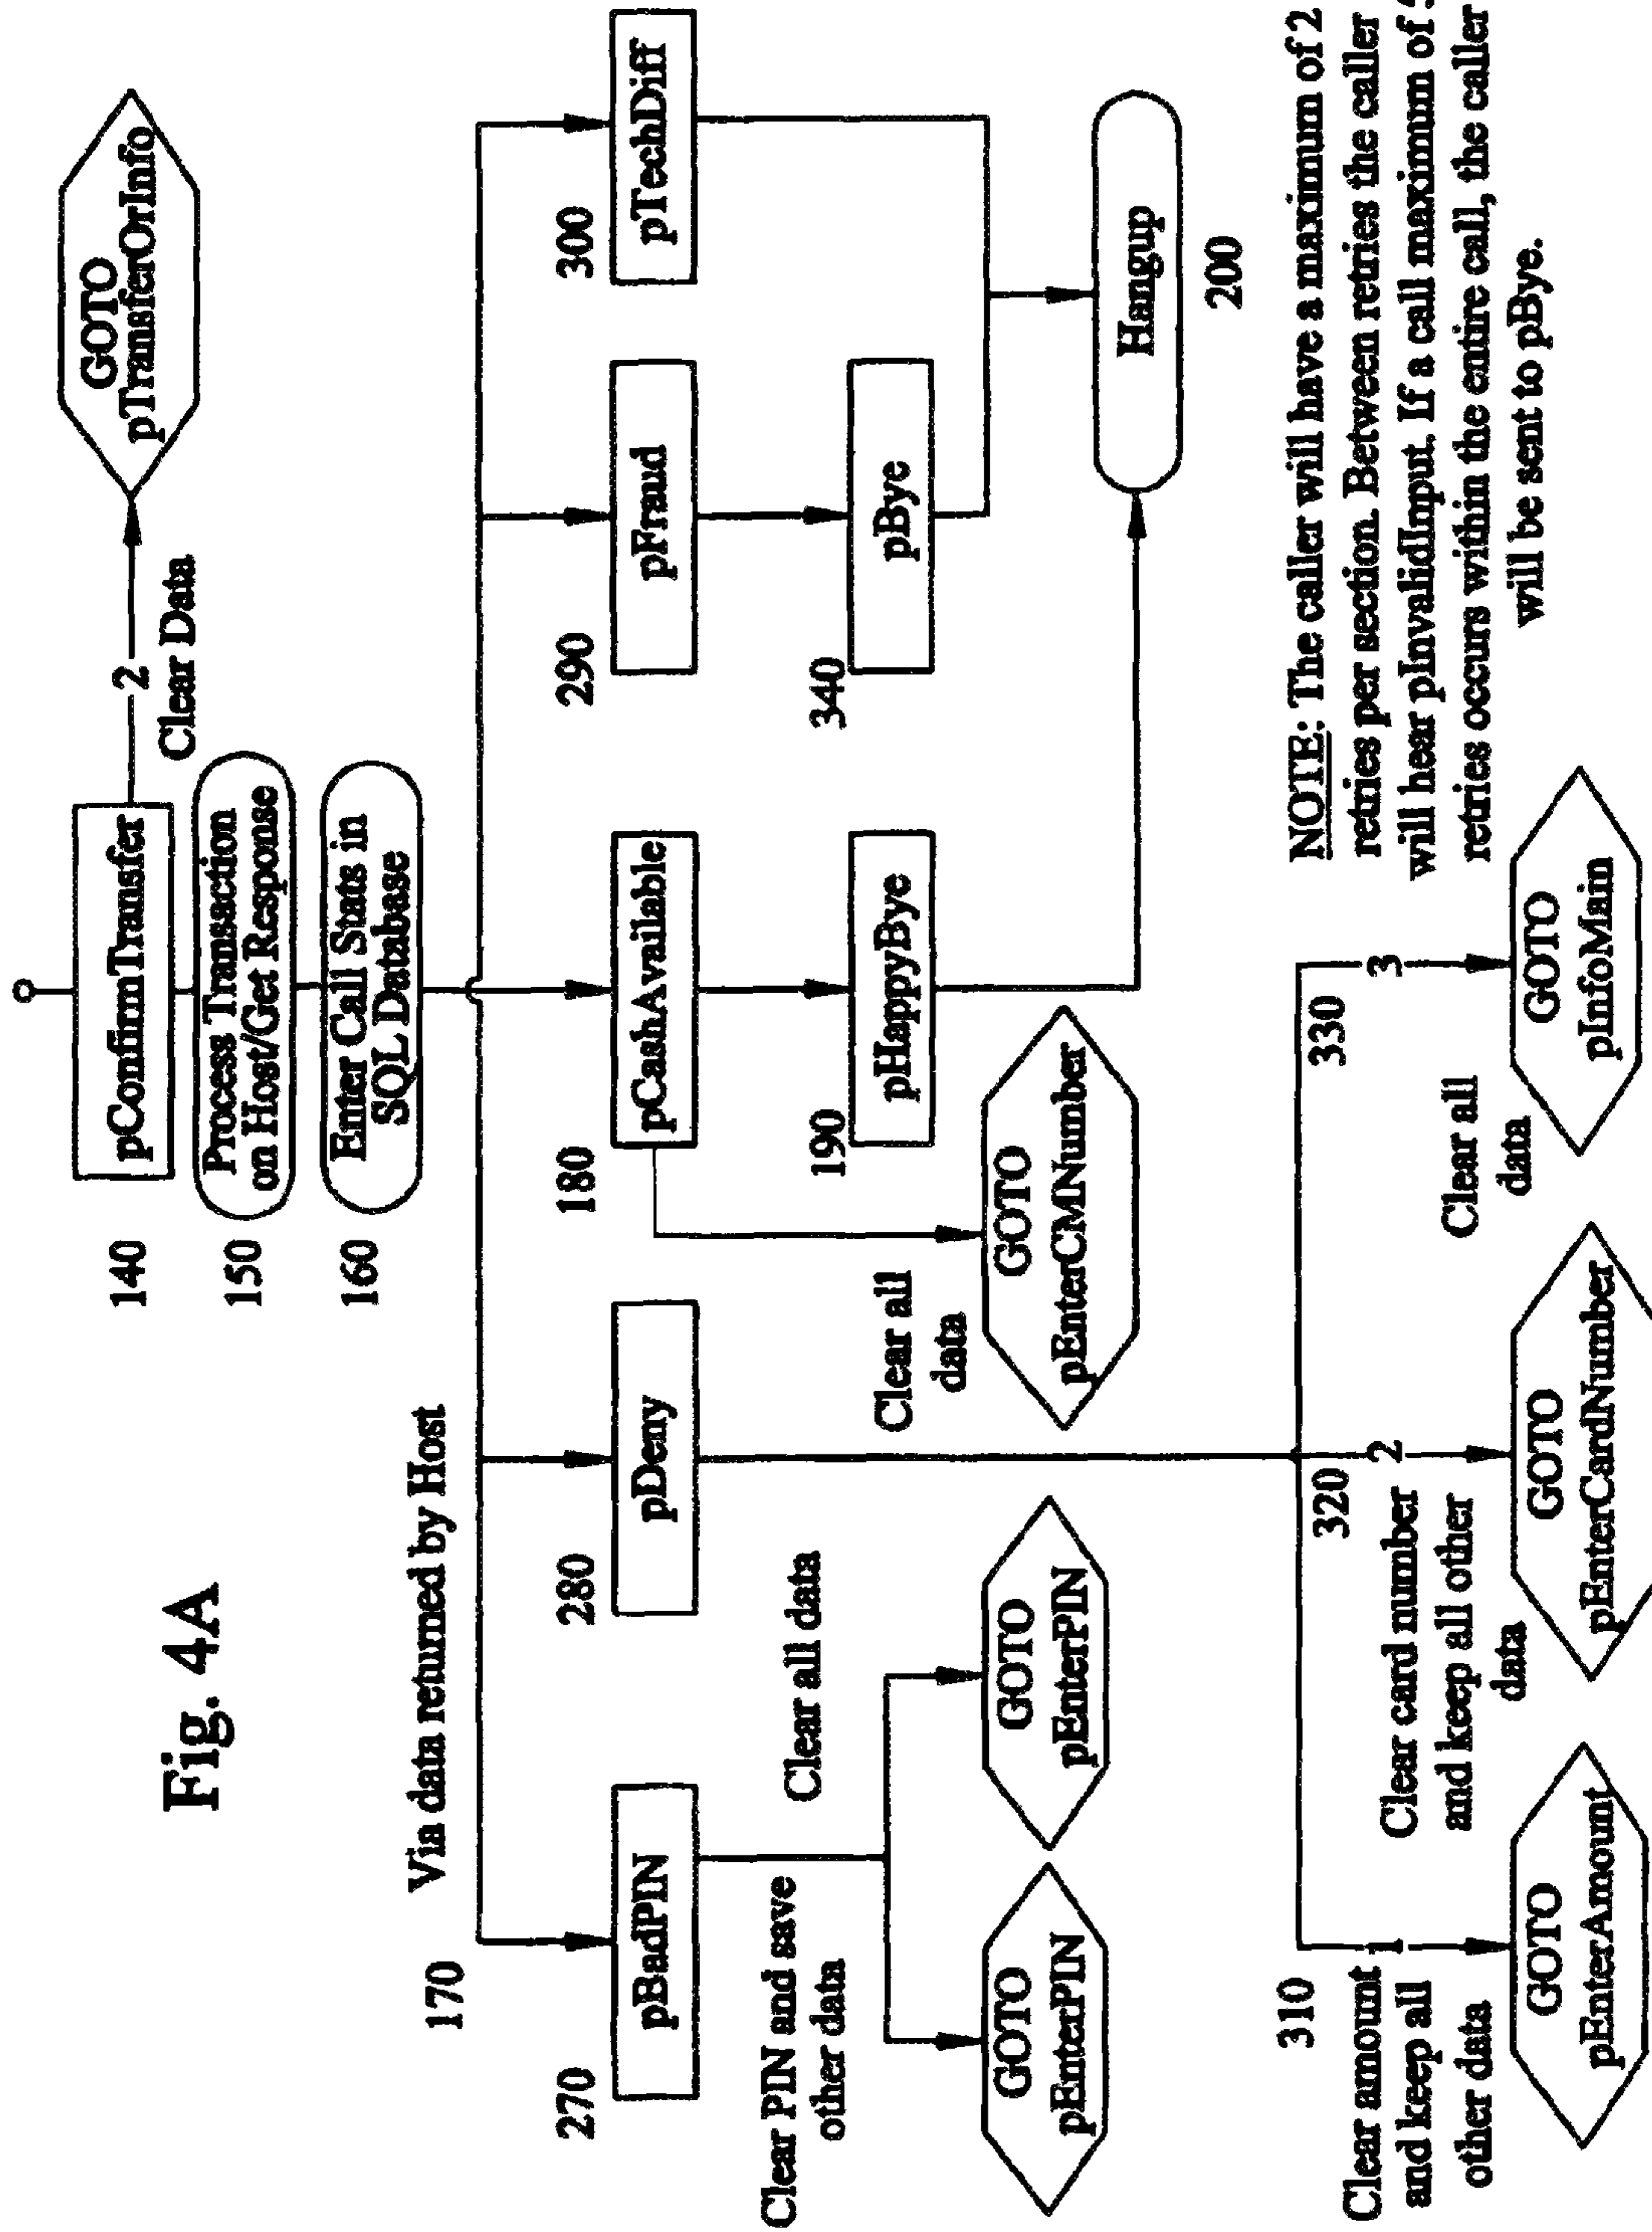 Fig. 4A
140
pConfirmTransfer
2
Clear Data
GOTO
pTransferOrInfo
150
Process Transaction
on Host/Get Response
160
Enter Call Stats in
SQL Database
Via data returned by Host
170
270
pBadPIN
280
pDeny
180
pCashAvailable
290
pFraud
300
pTechDiff
Clear PIN and save
other data
Clear all data
GOTO
pEnterPIN
GOTO
pEnterPIN
Clear all
data
GOTO
pEnterCMNumber
190
pHappyBye
340
pBye
Hangup
200
310
Clear amount
and keep all
other data
1
GOTO
pEnterAmount
320
Clear card number
and keep all other
data
2
GOTO
pEnterCardNumber
330
Clear all
data
3
GOTO
pInfoMain
NOTE: The caller will have a maximum of 2
retries per section. Between retries the caller
will hear pInvalidInput. If a call maximum of
retries occurs within the entire call, the caller
will be sent to pBye.